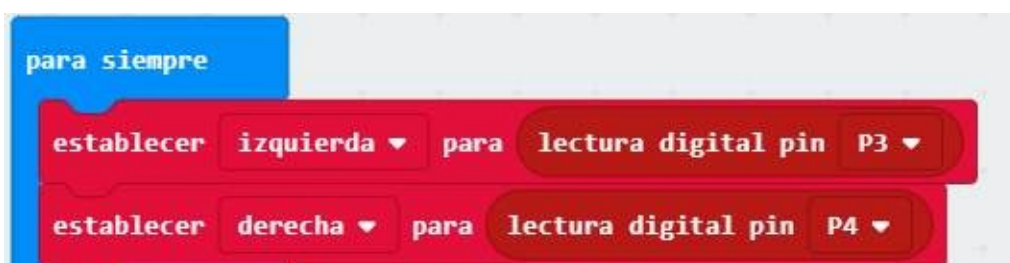 para siempre
establecer izquierda para lectura digital pin P3
establecer derecha para lectura digital pin P4